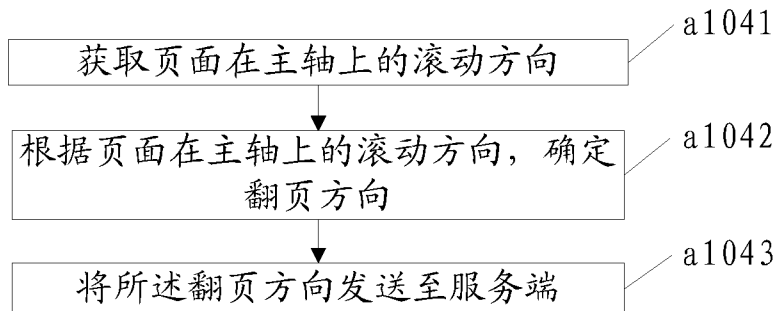 a1041
获取页面在主轴上的滚动方向
a1042
根据页面在主轴上的滚动方向，确定
翻页方向
a1043
将所述翻页方向发送至服务端